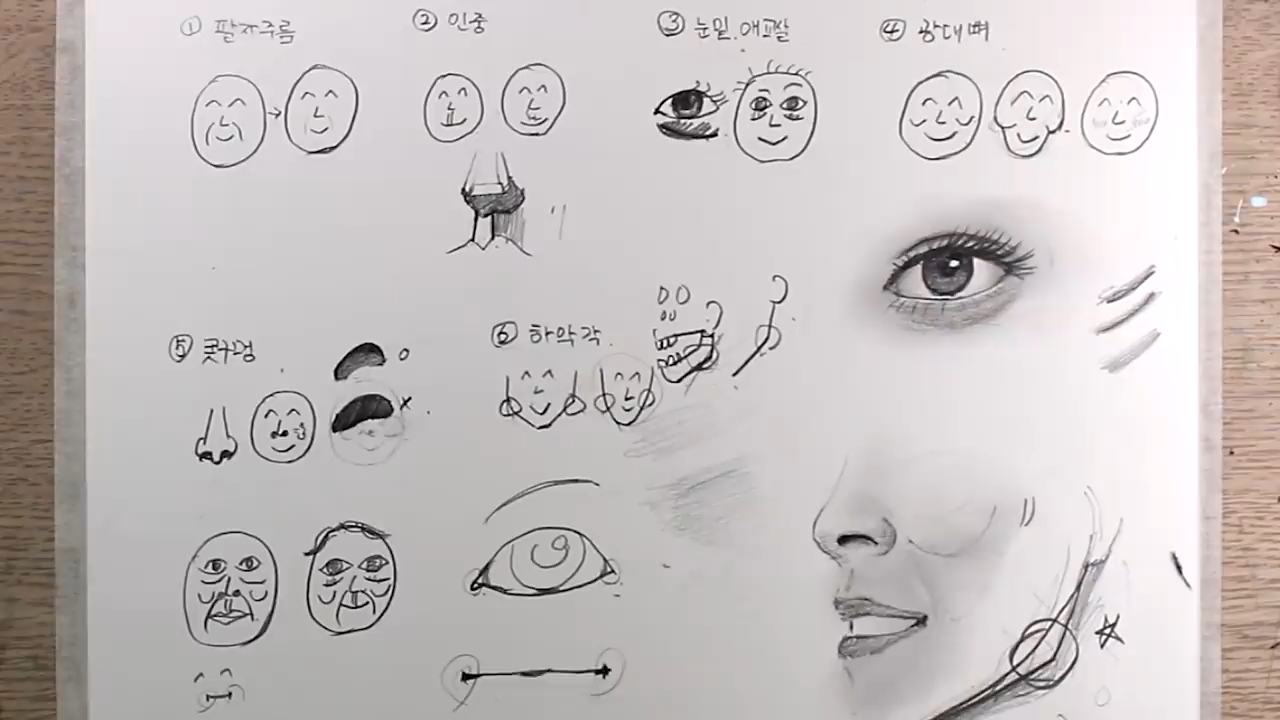 ① 팔자주름
② 인중
③ 눈밑.애교살
④ 광대뼈
⑤ 콧구멍
⑥ 하악각